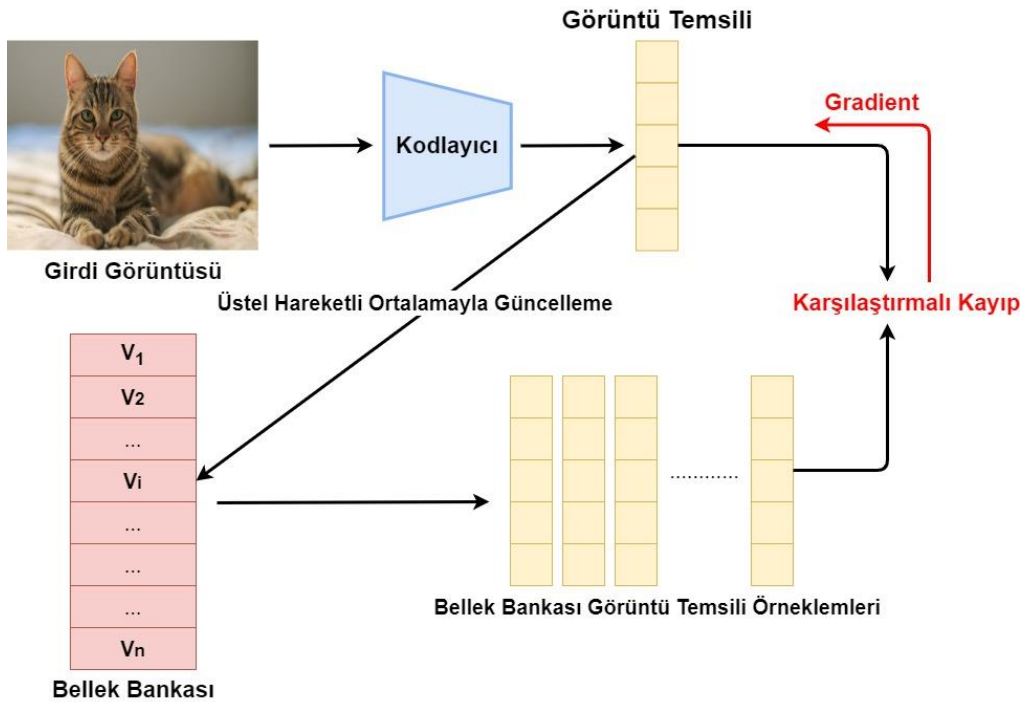 Görüntü Temsili
Gradient
Kodlayıcı
Girdi Görüntüsü
Üstel Hareketli Ortalamayla Güncelleme
Karşılaştırmalı Kayıp
V1
V2
...
Vi
...
...
...
Vn
............
Bellek Bankası Görüntü Temsili Örneklemleri
Bellek Bankası